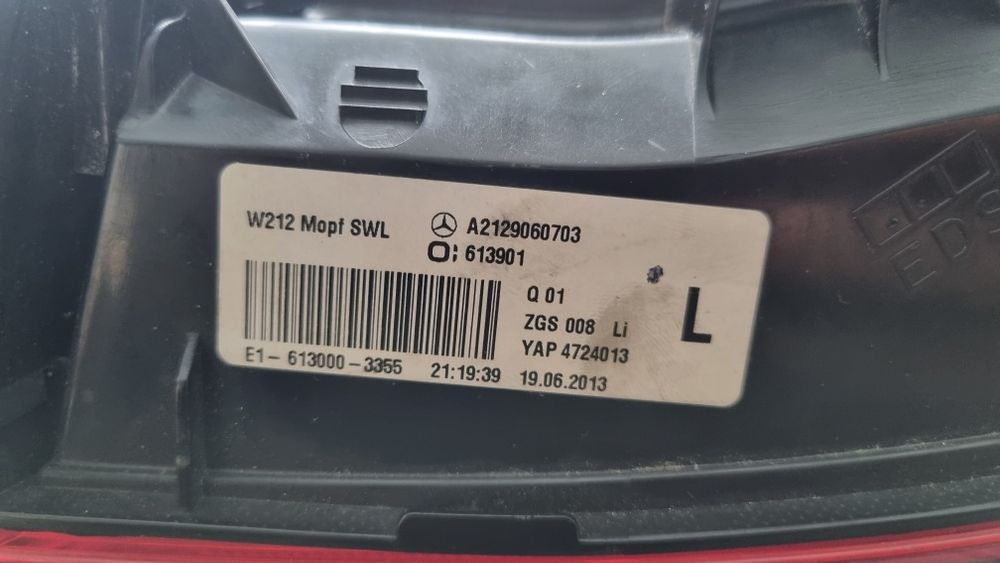 W212 Mopf SWL A2129060703
O: 613901
Q 01
ZGS 008 Li
L
YAP 4724013
E1- 613000-3355 21:19:39 19.06.2013